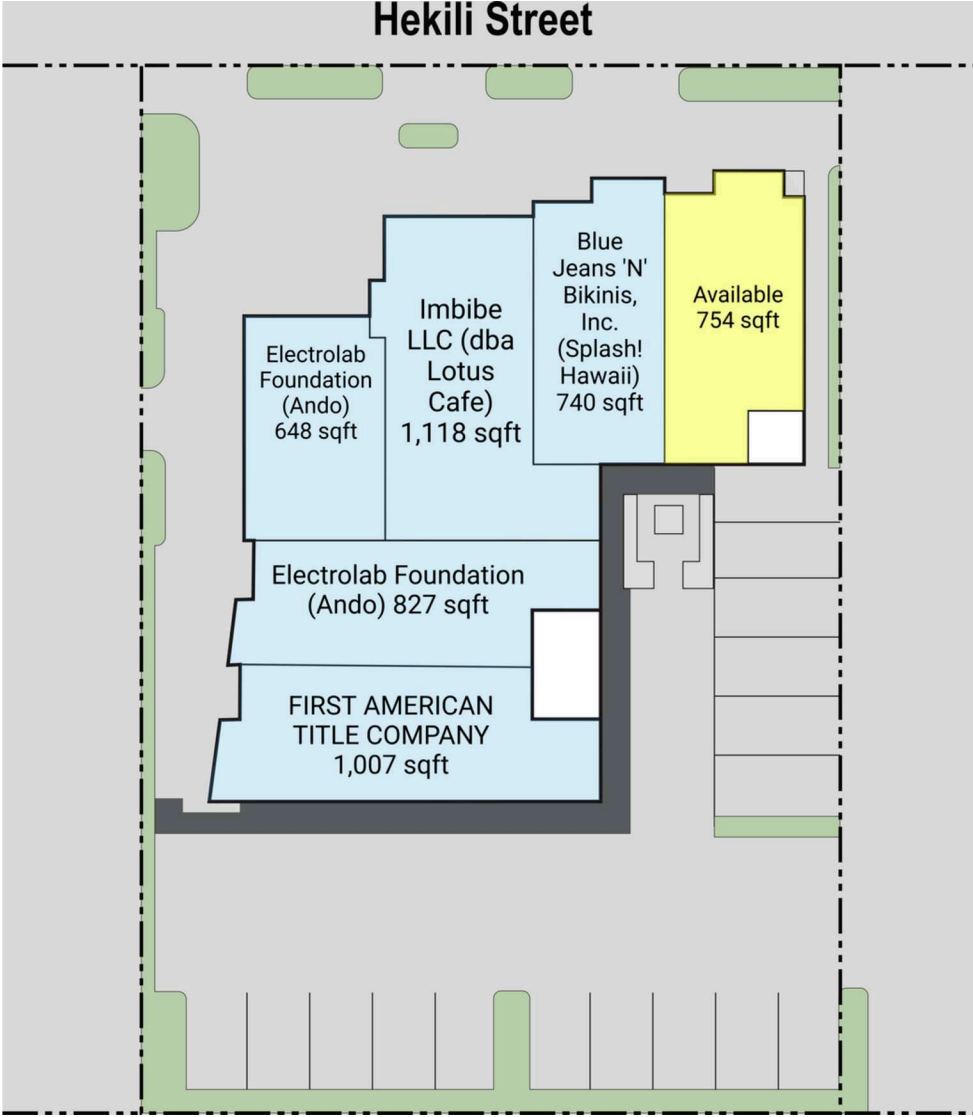 Hekili Street
Blue
Jeans 'N'
Bikinis,
Inc.
(Splash!
Hawaii)
740 sqft
Available
754 sqft
Imbibe
LLC (dba
Lotus
Cafe)
1,118 sqft
Electrolab
Foundation
(Ando)
648 sqft
Electrolab Foundation
(Ando) 827 sqft
FIRST AMERICAN
TITLE COMPANY
1,007 sqft